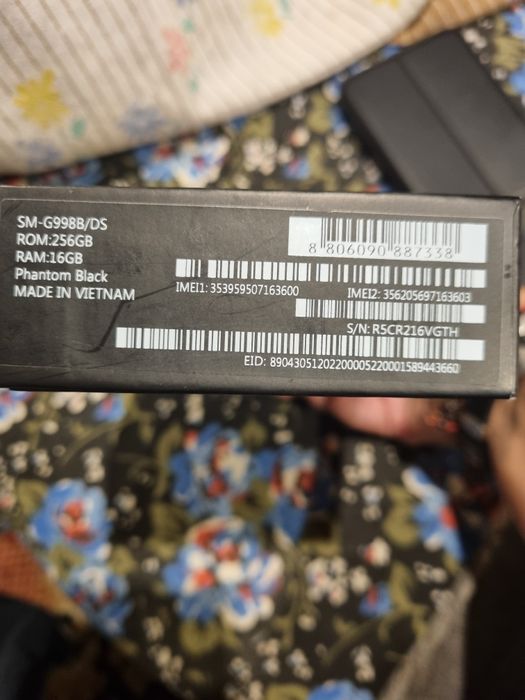 SM-G998B/DS
ROM:256GB
RAM:16GB
Phantom Black
MADE IN VIETNAM
8 806090 887338
IMEI1: 353959507163600
IMEI2: 356205697163603
S/N: R5CR216VGTH
EID: 89043051202200005220001589443660